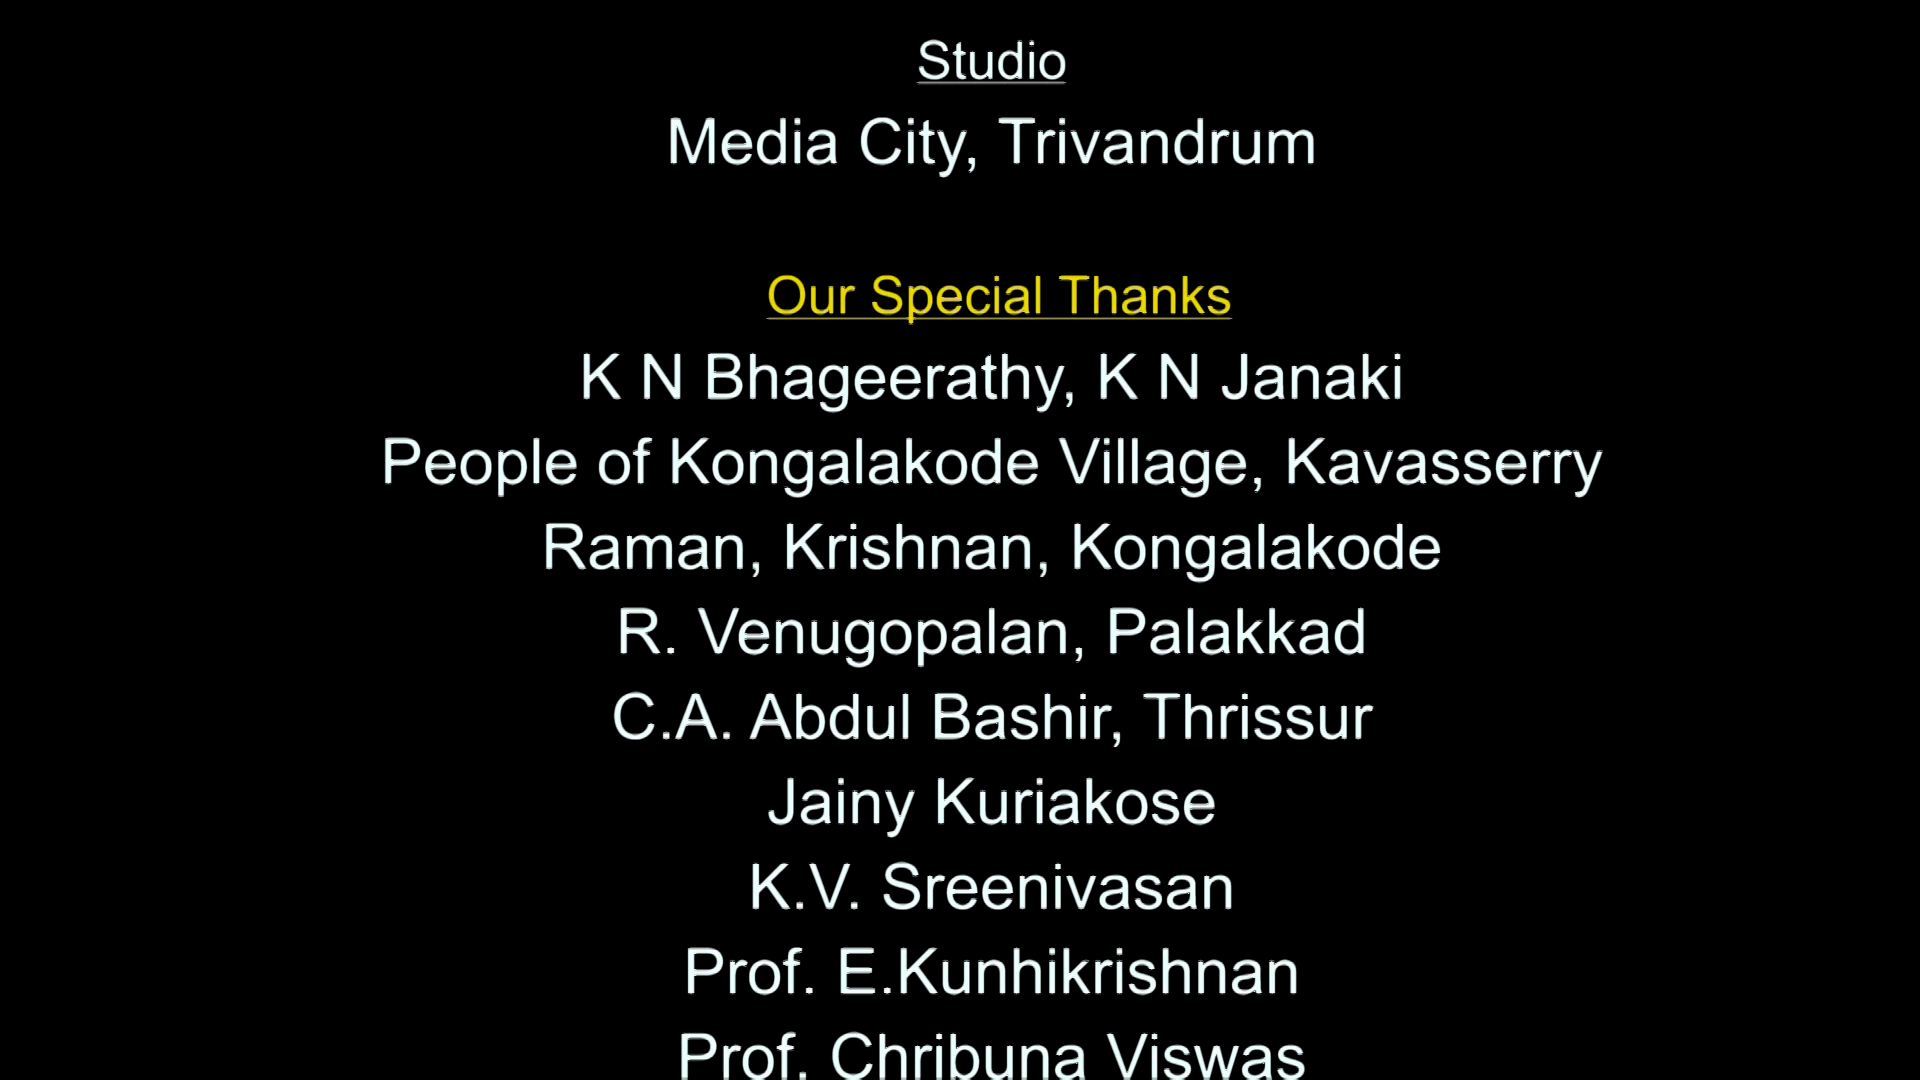 Studio
Media City, Trivandrum
Our Special Thanks
K N Bhageerathy, K N Janaki
People of Kongalakode Village, Kavasserry
Raman, Krishnan, Kongalakode
R. Venugopalan, Palakkad
C.A. Abdul Bashir, Thrissur
Jainy Kuriakose
K.V. Sreenivasan
Prof. E.Kunhikrishnan
Prof. Chribuna Viswas